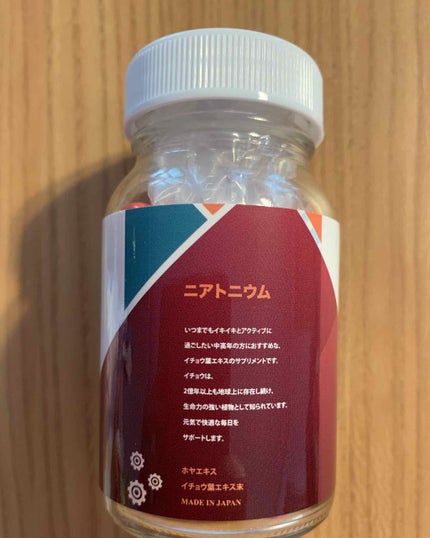 ニアトニウム
いつまでもイキイキとアクティブに
過ごしたい中高年の方におすすめな、
イチョウ葉エキスのサプリメントです。
イチョウは、
2億年以上も地球上に存在し続け、
生命力の強い植物として知られています。
元気で快適な毎日を
サポートします。
ホヤエキス
イチョウ葉エキス末
MADE IN JAPAN